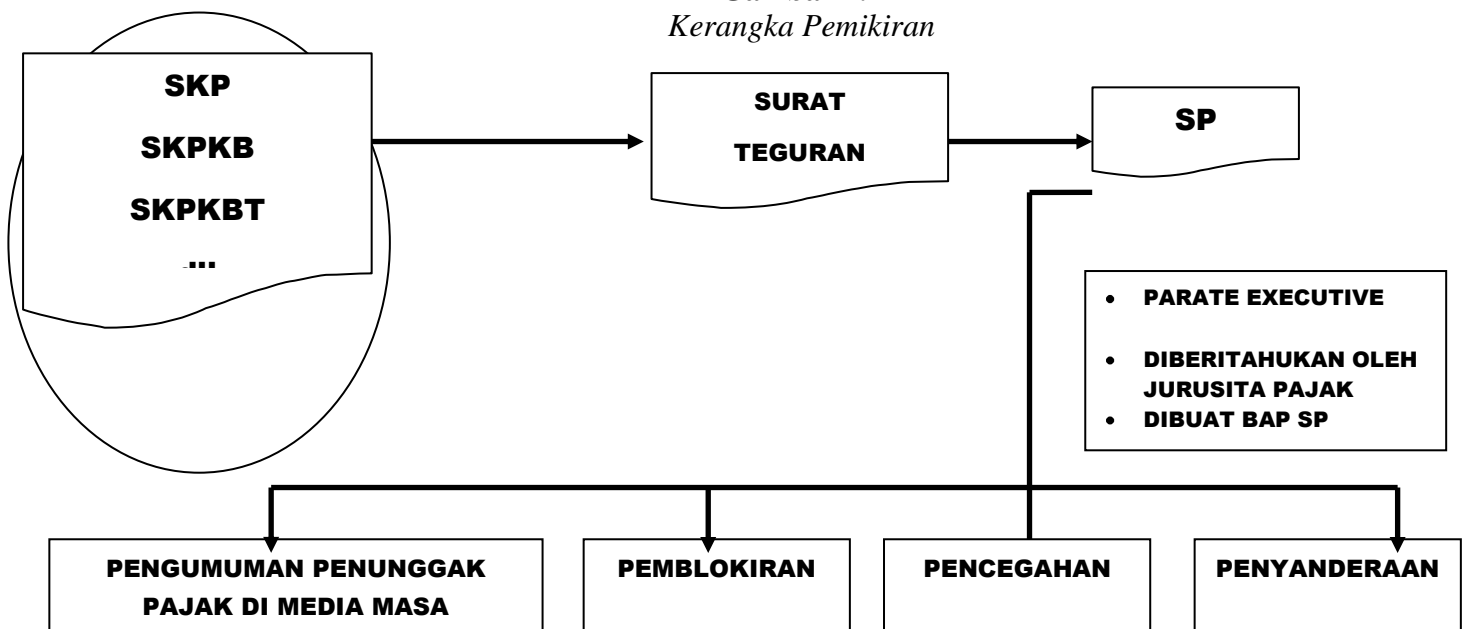 Kerangka Pemikiran
SKP
SKPKB
SKPKBT
...
SURAT
TEGURAN
SP
• PARATE EXECUTIVE
• DIBERITAHUKAN OLEH
JURUSITA PAJAK
• DIBUAT BAP SP
PENGUMUMAN PENUNGGAK
PAJAK DI MEDIA MASA
PEMBLOKIRAN
PENCEGAHAN
PENYANDERAAN